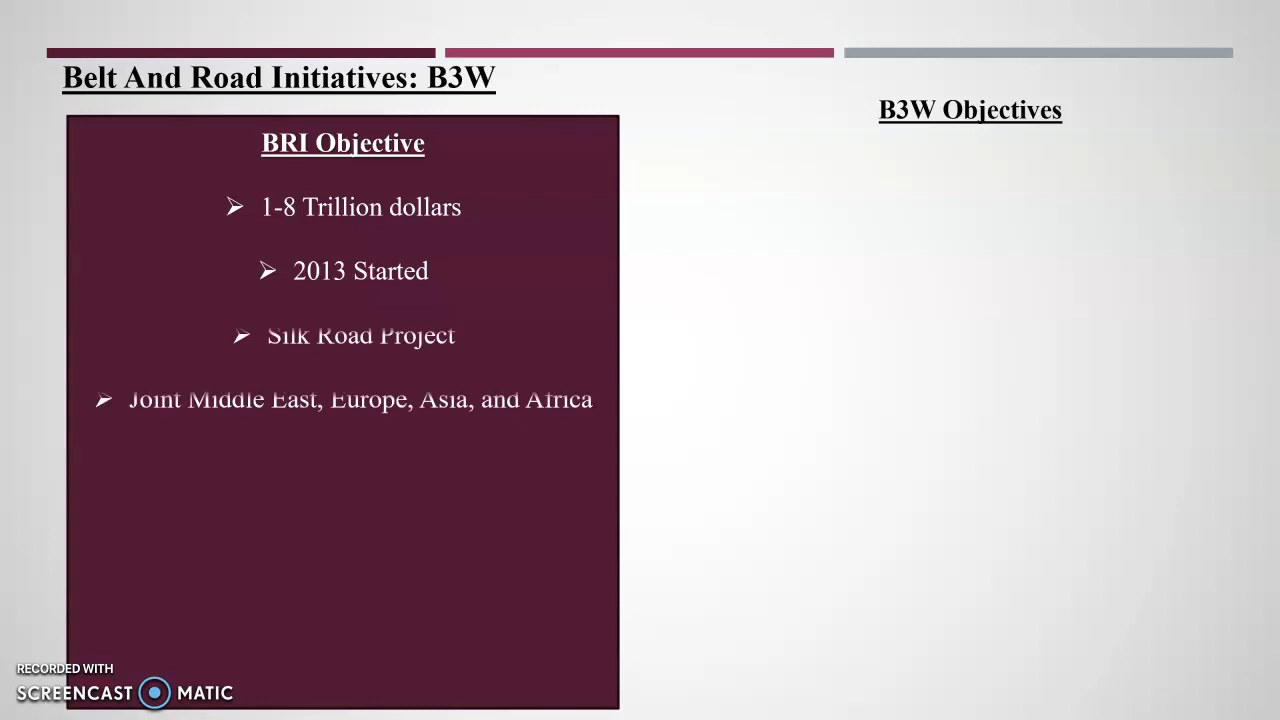 Belt And Road Initiatives: B3W
B3W Objectives
BRI Objective
➢ 1-8 Trillion dollars
➢ 2013 Started
➢ Silk Road Project
➢ Joint Middle East, Europe, Asia, and Africa
RECORDED WITH
SCREENCAST MATIC